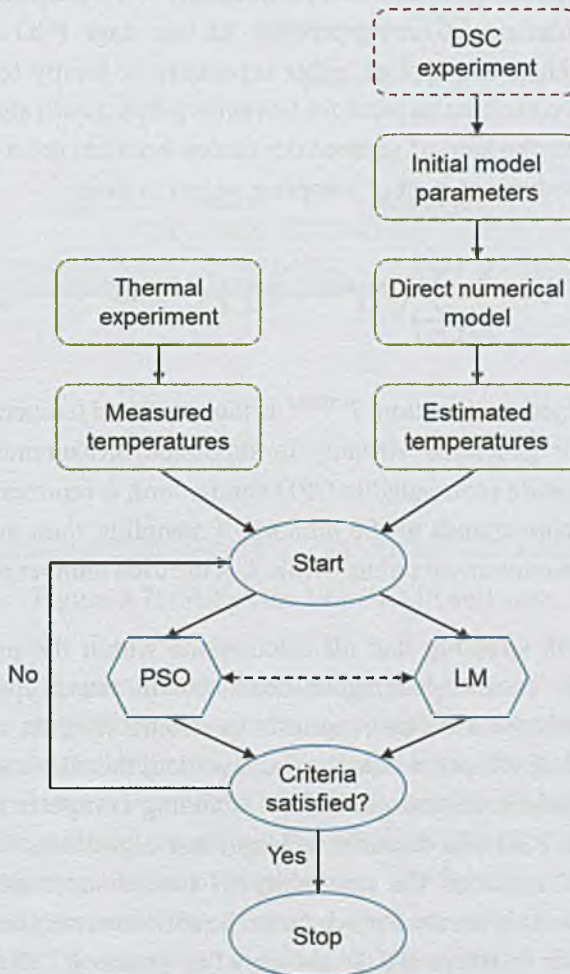 DSC
experiment
Initial model
parameters
Thermal
experiment
Direct numerical
model
Measured
temperatures
Estimated
temperatures
Start
No
PSO
LM
Criteria
satisfied?
Yes
Stop